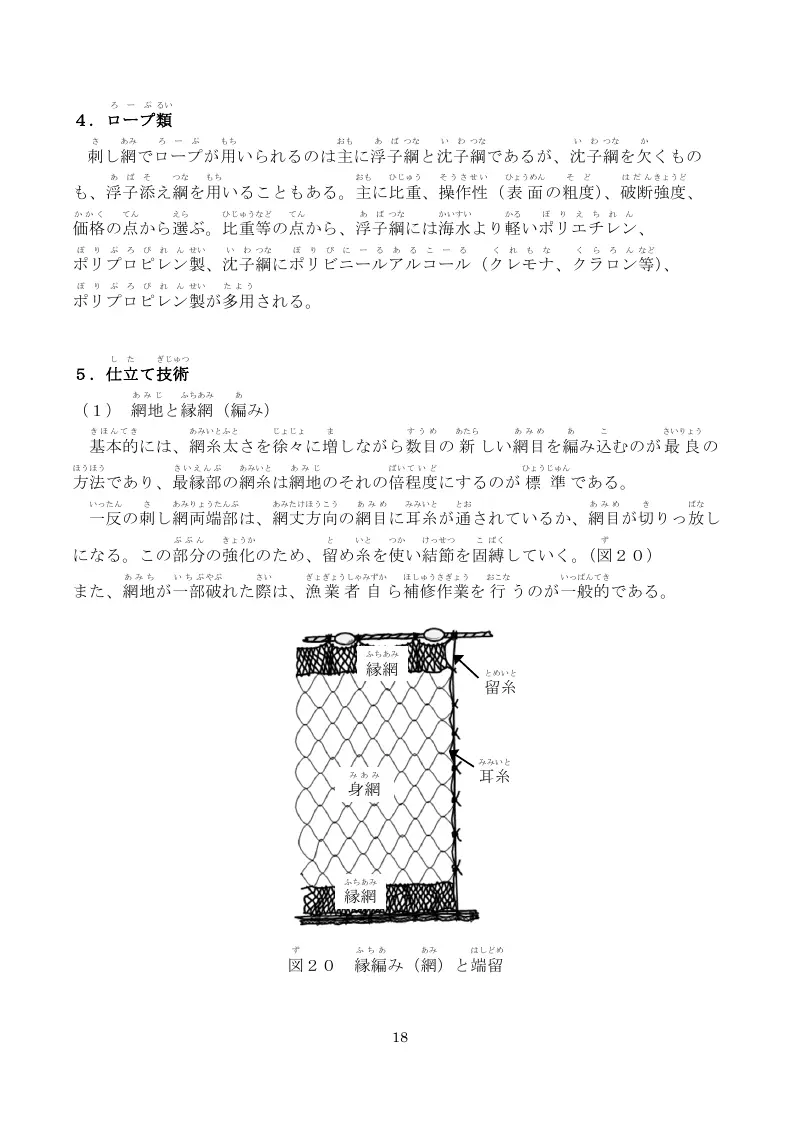 ４．ロープ類
刺し網でロープが用いられるのは主に浮子綱と沈子綱であるが、沈子綱を欠くもの
も、浮子添え綱を用いることもある。主に比重、操作性（表面の粗度）、破断強度、
価格の点から選ぶ。比重等の点から、浮子綱には海水より軽いポリエチレン、
ポリプロピレン製、沈子綱にポリビニールアルコール（クレモナ、クラロン等）、
ポリプロピレン製が多用される。
５．仕立て技術
（１）　網地と縁網（編み）
基本的には、網糸太さを徐々に増しながら数目の新しい網目を編み込むのが最良の
方法であり、最縁部の網糸は網地のそれの倍程度にするのが標準である。
一反の刺し網両端部は、網丈方向の網目に耳糸が通されているか、網目が切りっ放し
になる。この部分の強化のため、留め糸を使い結節を固縛していく。（図２０）
また、網地が一部破れた際は、漁業者自ら補修作業を行うのが一般的である。
縁網
留糸
耳糸
身網
縁網
図２０　縁編み（網）と端留
18